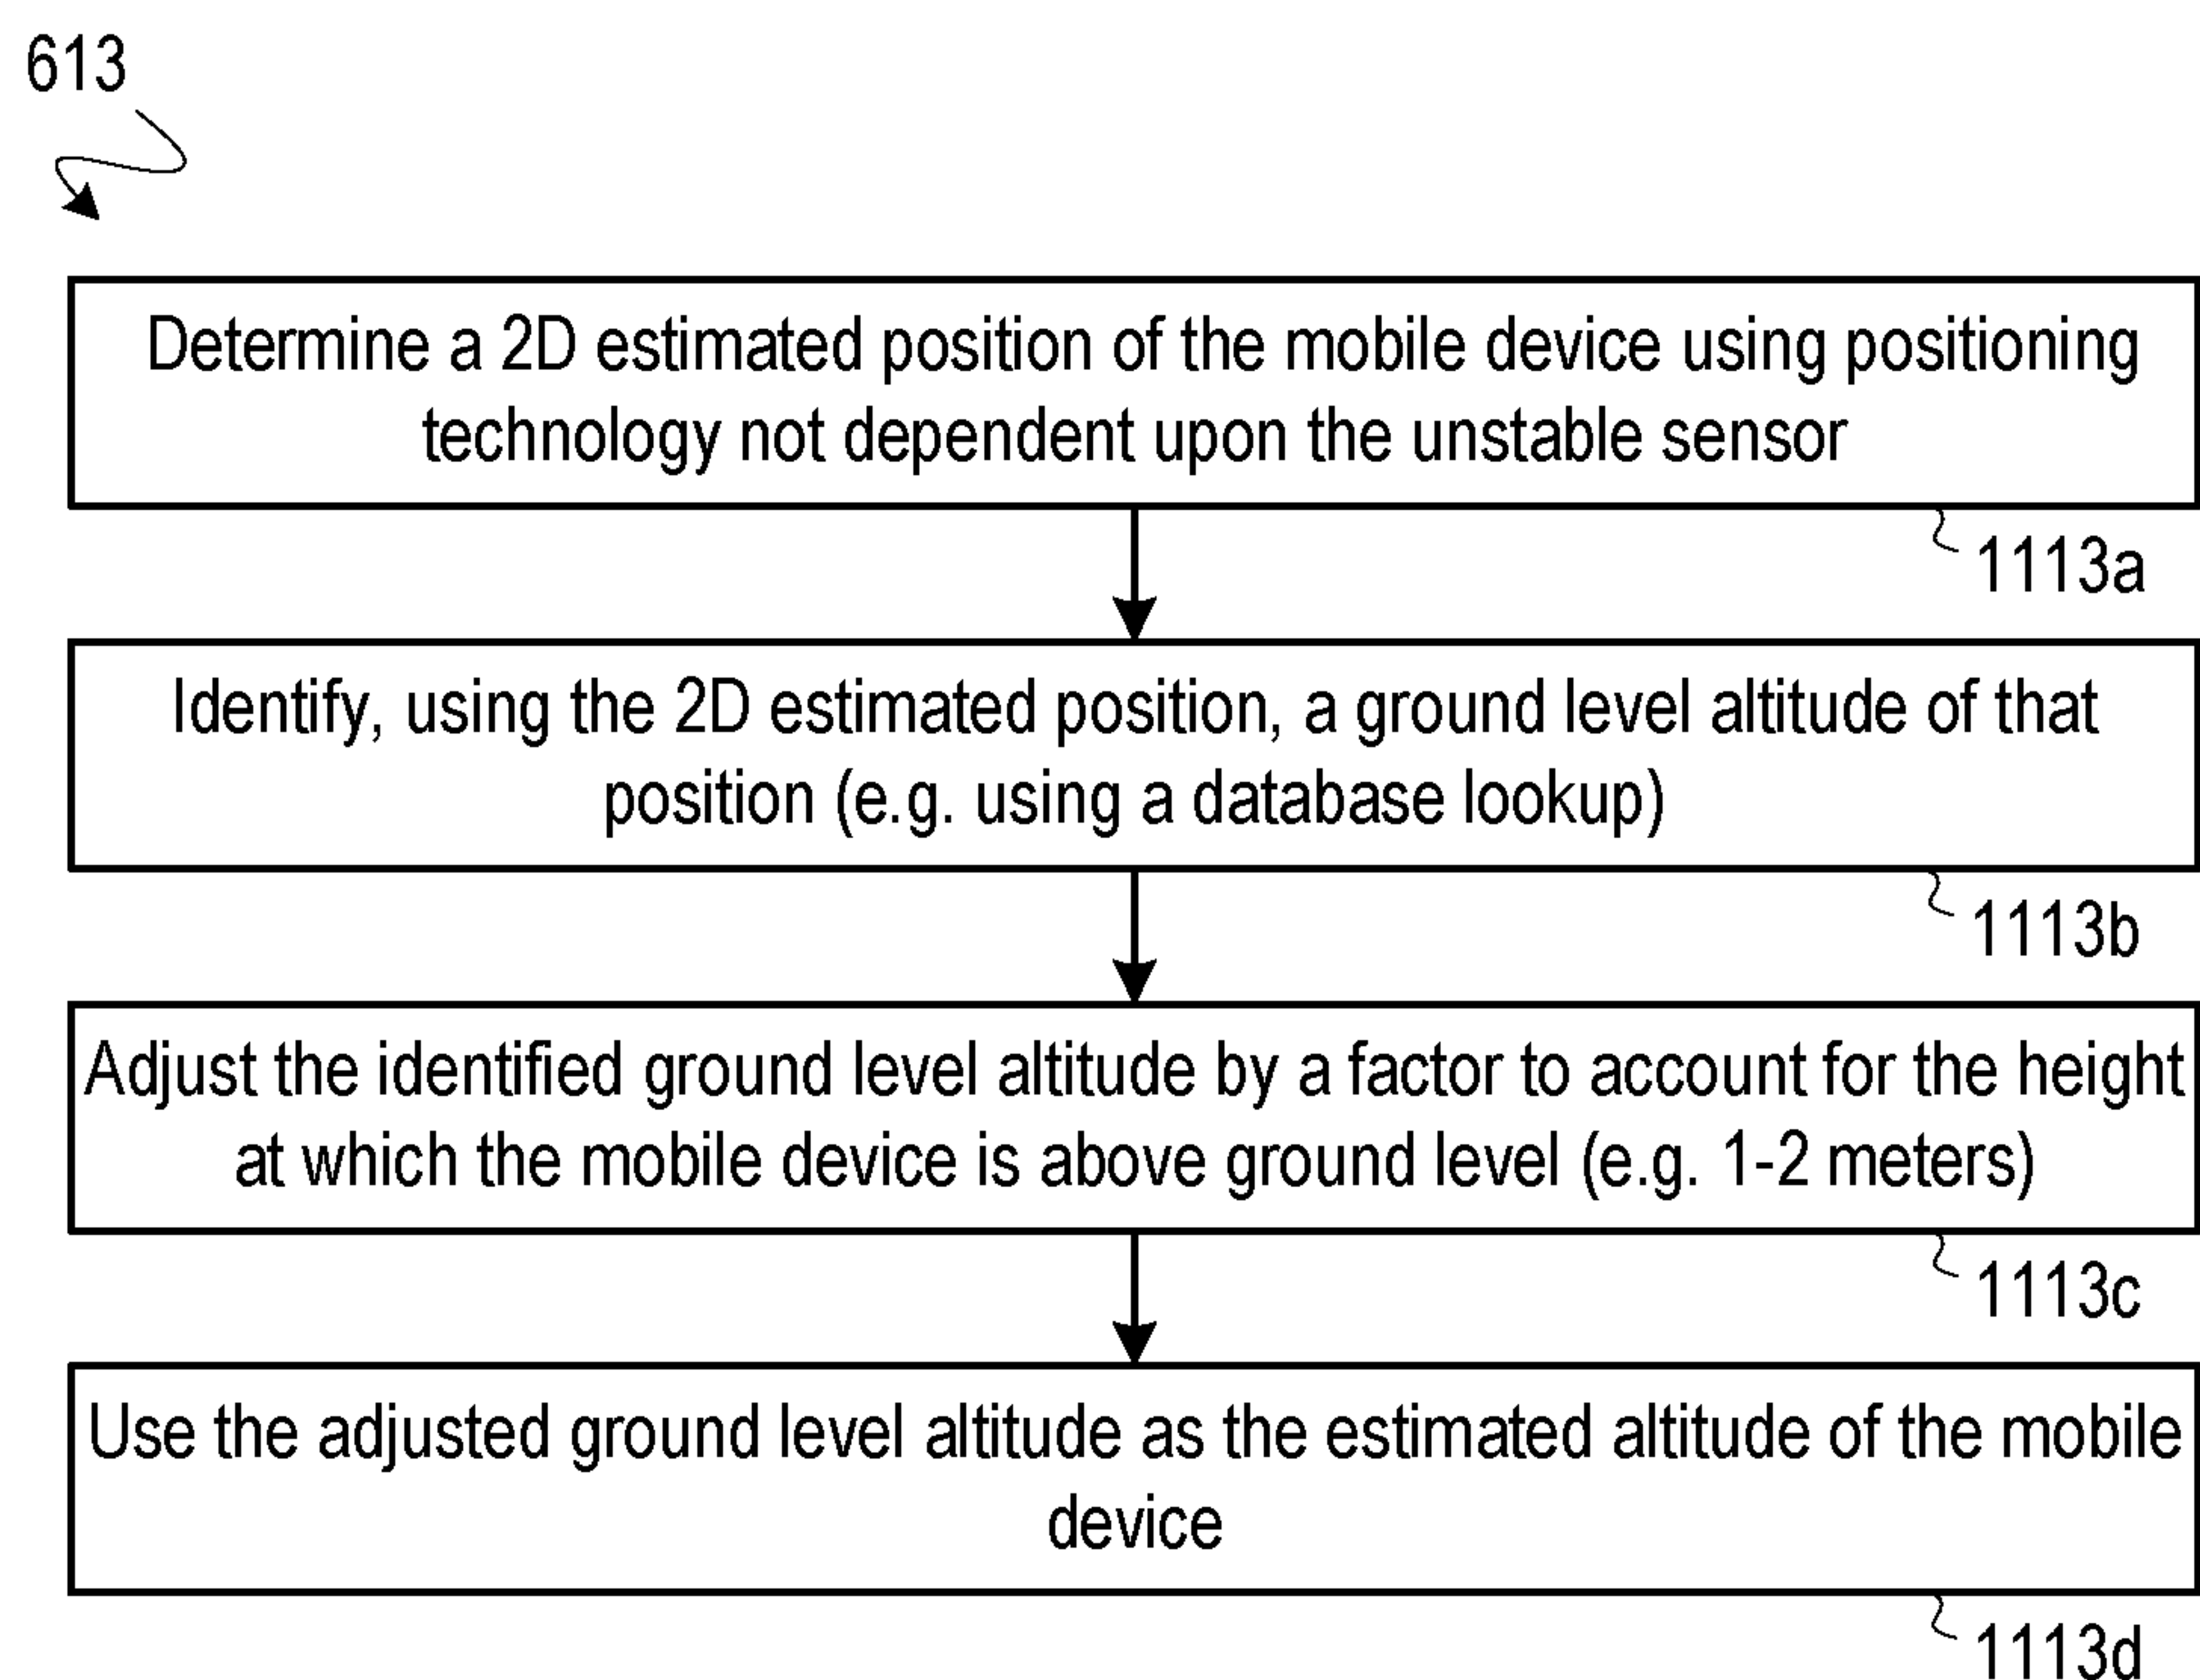 613
Determine a 2D estimated position of the mobile device using positioning
technology not dependent upon the unstable sensor
1113a
Identify, using the 2D estimated position, a ground level altitude of that
position (e.g. using a database lookup)
1113b
Adjust the identified ground level altitude by a factor to account for the height
at which the mobile device is above ground level (e.g. 1-2 meters)
1113c
Use the adjusted ground level altitude as the estimated altitude of the mobile
device
1113d